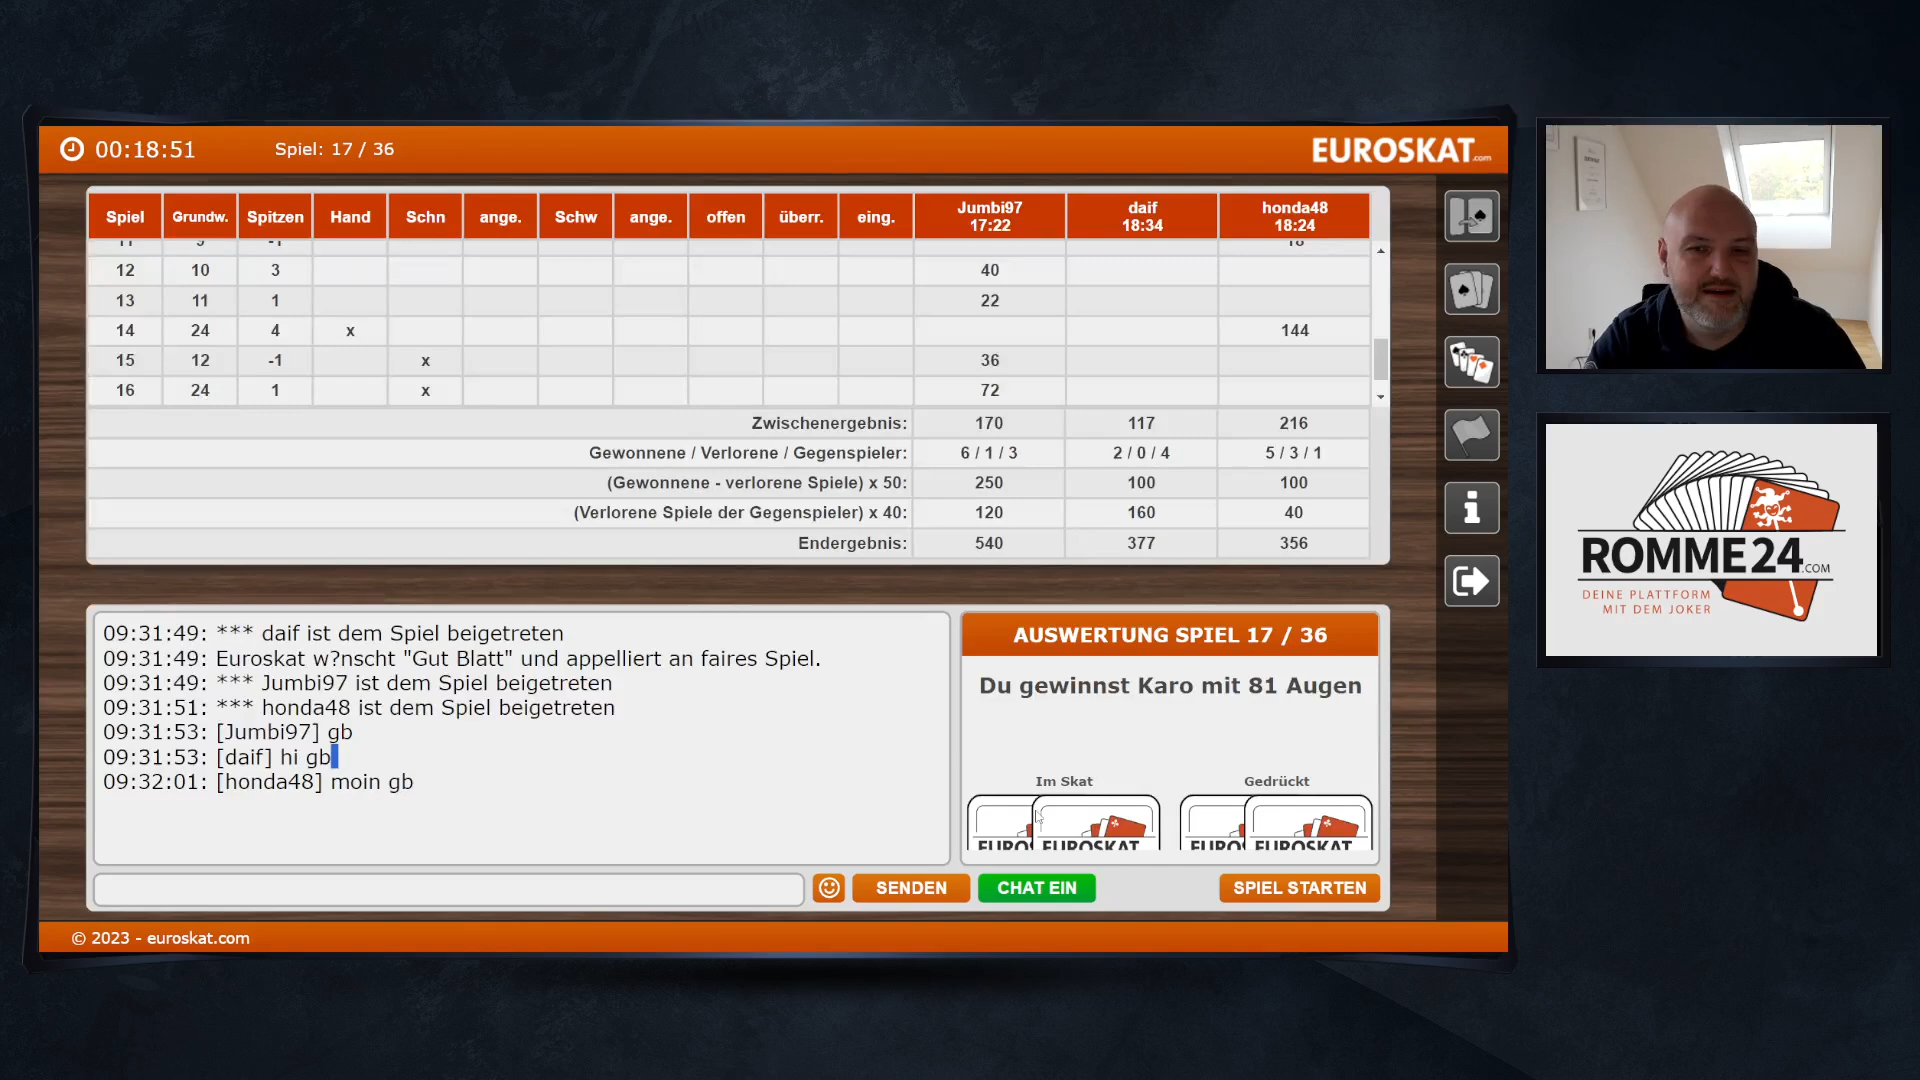 00:18:51
Spiel: 17 / 36
EUROSKAT.com
Spiel Grundw. Spitzen Hand Schn ange. Schw ange. offen überr. eing. Jumbi97 17:22 daif 18:34 honda48 18:24
11 9 -1 18
12 10 3 40
13 11 1 22
14 24 4 x 144
15 12 -1 x 36
16 24 1 x 72
Zwischenergebnis: 170 117 216
Gewonnene / Verlorene / Gegenspieler: 6 / 1 / 3 2 / 0 / 4 5 / 3 / 1
(Gewonnene - verlorene Spiele) x 50: 250 100 100
(Verlorene Spiele der Gegenspieler) x 40: 120 160 40
Endergebnis: 540 377 356
09:31:49: *** daif ist dem Spiel beigetreten
09:31:49: Euroskat w?nscht "Gut Blatt" und appelliert an faires Spiel.
09:31:49: *** Jumbi97 ist dem Spiel beigetreten
09:31:51: *** honda48 ist dem Spiel beigetreten
09:31:53: [Jumbi97] gb
09:31:53: [daif] hi gb
09:32:01: [honda48] moin gb
AUSWERTUNG SPIEL 17 / 36
Du gewinnst Karo mit 81 Augen
Im Skat
Gedrückt
EUROSKAT
EUROSKAT
SENDEN
CHAT EIN
SPIEL STARTEN
© 2023 - euroskat.com
ROMME24.COM
DEINE PLATTFORM
MIT DEM JOKER